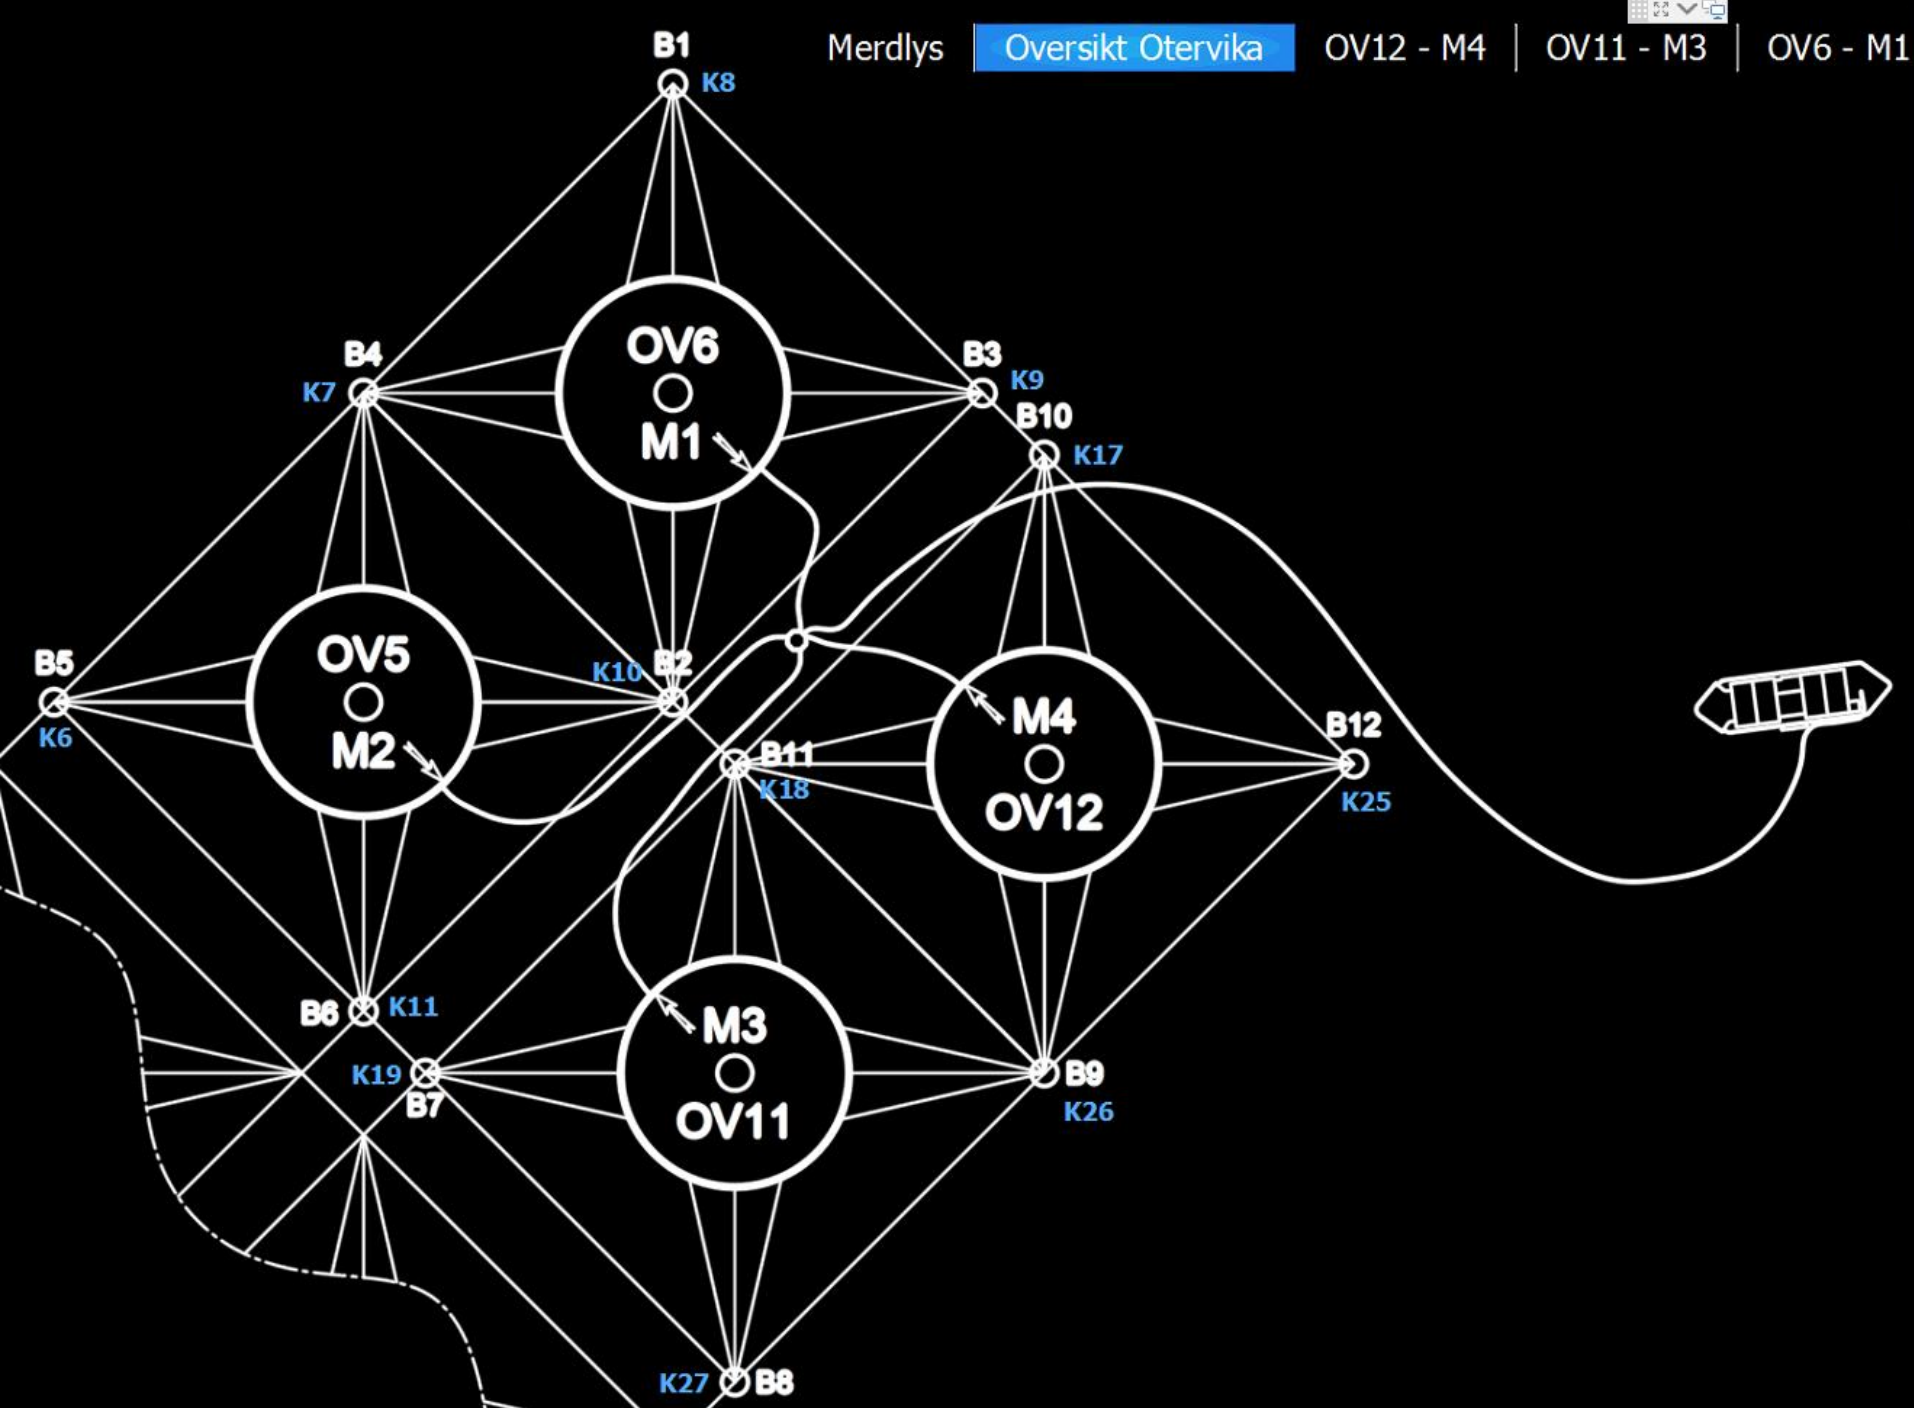 Merdlys
Oversikt Otervika
OV12 - M4
OV11 - M3
OV6 - M1
B1
K8
OV6
M1
B4
K7
B3
K9
B10
K17
OV5
M2
B5
K6
K10
B2
M4
OV12
B11
K18
B12
K25
M3
OV11
B6
K11
K19
B7
B9
K26
K27
B8